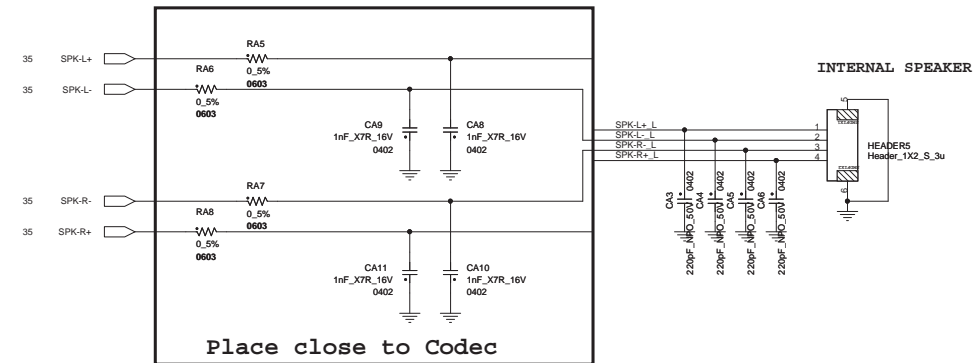 35 SPK-L+
RA5
0_5%
0603
35 SPK-L-
RA6
0_5%
0603
CA9
1nF_X7R_16V
0402
CA8
1nF_X7R_16V
0402
35 SPK-R-
RA7
0_5%
0603
35 SPK-R+
RA8
0_5%
0603
CA11
1nF_X7R_16V
0402
CA10
1nF_X7R_16V
0402
Place close to Codec
INTERNAL SPEAKER
SPK-L+_L 1
SPK-L-_L 2
SPK-R-_L 3
SPK-R+_L 4
5
6
HEADER5
Header_1X2_S_3u
CA3
220pF_NPO_50V 0402
CA4
220pF_NPO_50V 0402
CA5
220pF_NPO_50V 0402
CA6
220pF_NPO_50V 0402